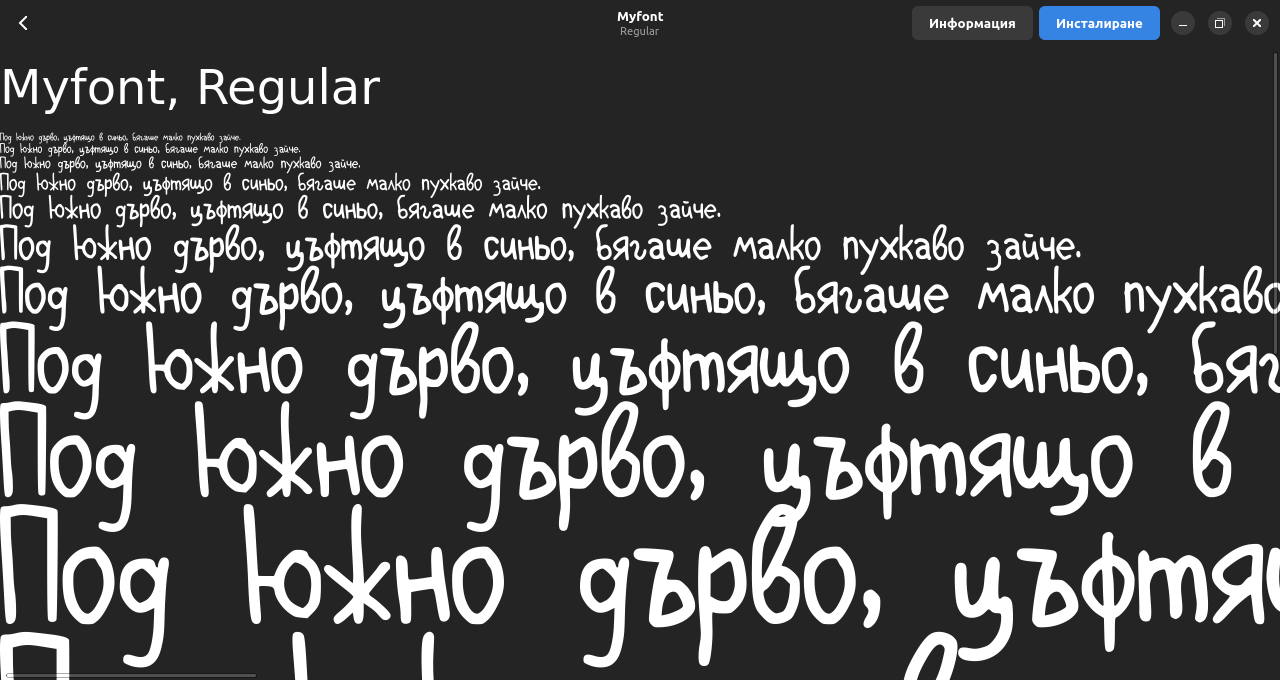 Myfont
Regular
Информация
Инсталиране
Myfont, Regular
Под южно дърво, цъфтящо в синьо, бягаше малко пухкаво зайче.
Под южно дърво, цъфтящо в синьо, бягаше малко пухкаво зайче.
Под южно дърво, цъфтящо в синьо, бягаше малко пухкаво зайче.
Под южно дърво, цъфтящо в синьо, бягаше малко пухкаво зайче.
Под южно дърво, цъфтящо в синьо, бягаше малко пухкаво зайче.
Под южно дърво, цъфтящо в синьо, бягаше малко пухкаво зайче.
Под южно дърво, цъфтящо в синьо, бягаше малко пухкаво
Под южно дърво, цъфтящо в синьо, бяг
Под южно дърво, цъфтящо в
Под южно дърво, цъфтя